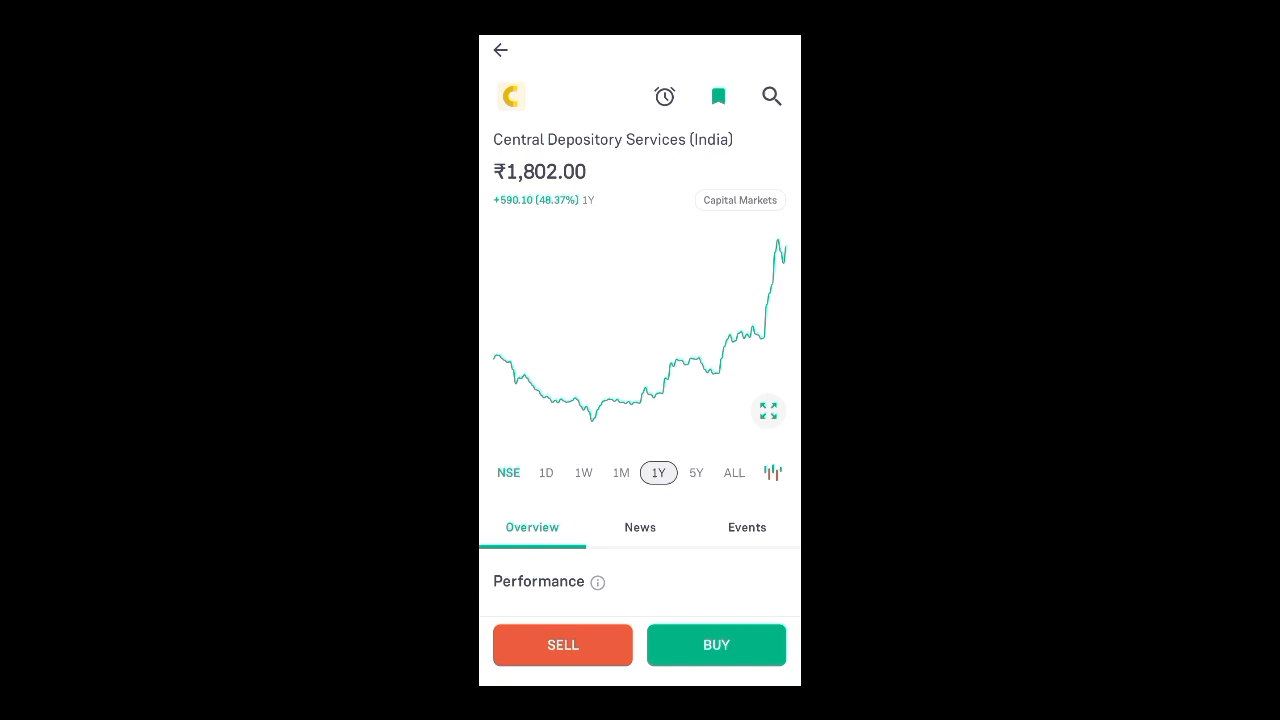 Central Depository Services (India)
₹1,802.00
+590.10 (48.37%) 1Y
Capital Markets
NSE 1D 1W 1M 1Y 5Y ALL
Overview News Events
Performance
SELL BUY